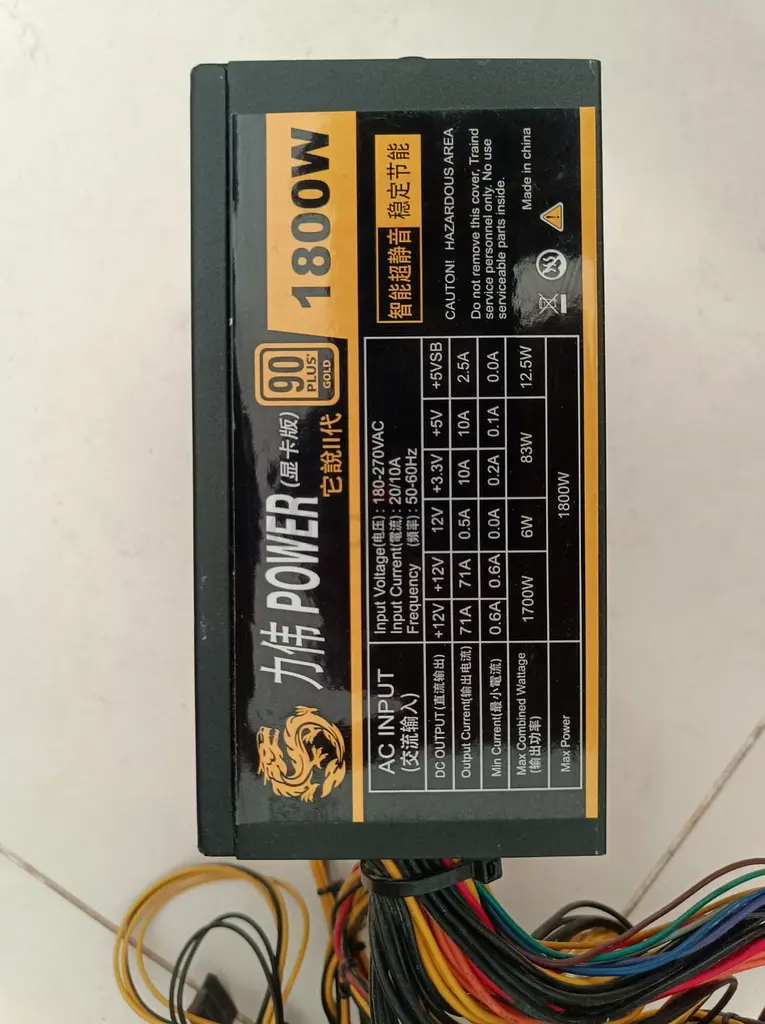 力伟 POWER (显卡版)
它說II代
90
PLUS
GOLD
1800W
AC INPUT
(交流输入)
Input Voltage(电压) : 180-270VAC
Input Current(電流) : 20/10A
Frequency (频率) : 50-60Hz
DC OUTPUT(直流输出) +12V +12V 12V +3.3V +5V +5VSB
Output Current(输出电流) 71A 71A 0.5A 10A 10A 2.5A
Min Current(最小電流) 0.6A 0.6A 0.0A 0.2A 0.1A 0.0A
Max Combined Wattage 1700W 6W 83W 12.5W
(输出功率)
Max Power 1800W
智能超静音 稳定节能
CAUTON! HAZARDOUS AREA
Do not remove this cover, Traind
service personnel only. No use
serviceable parts inside.
Made in china